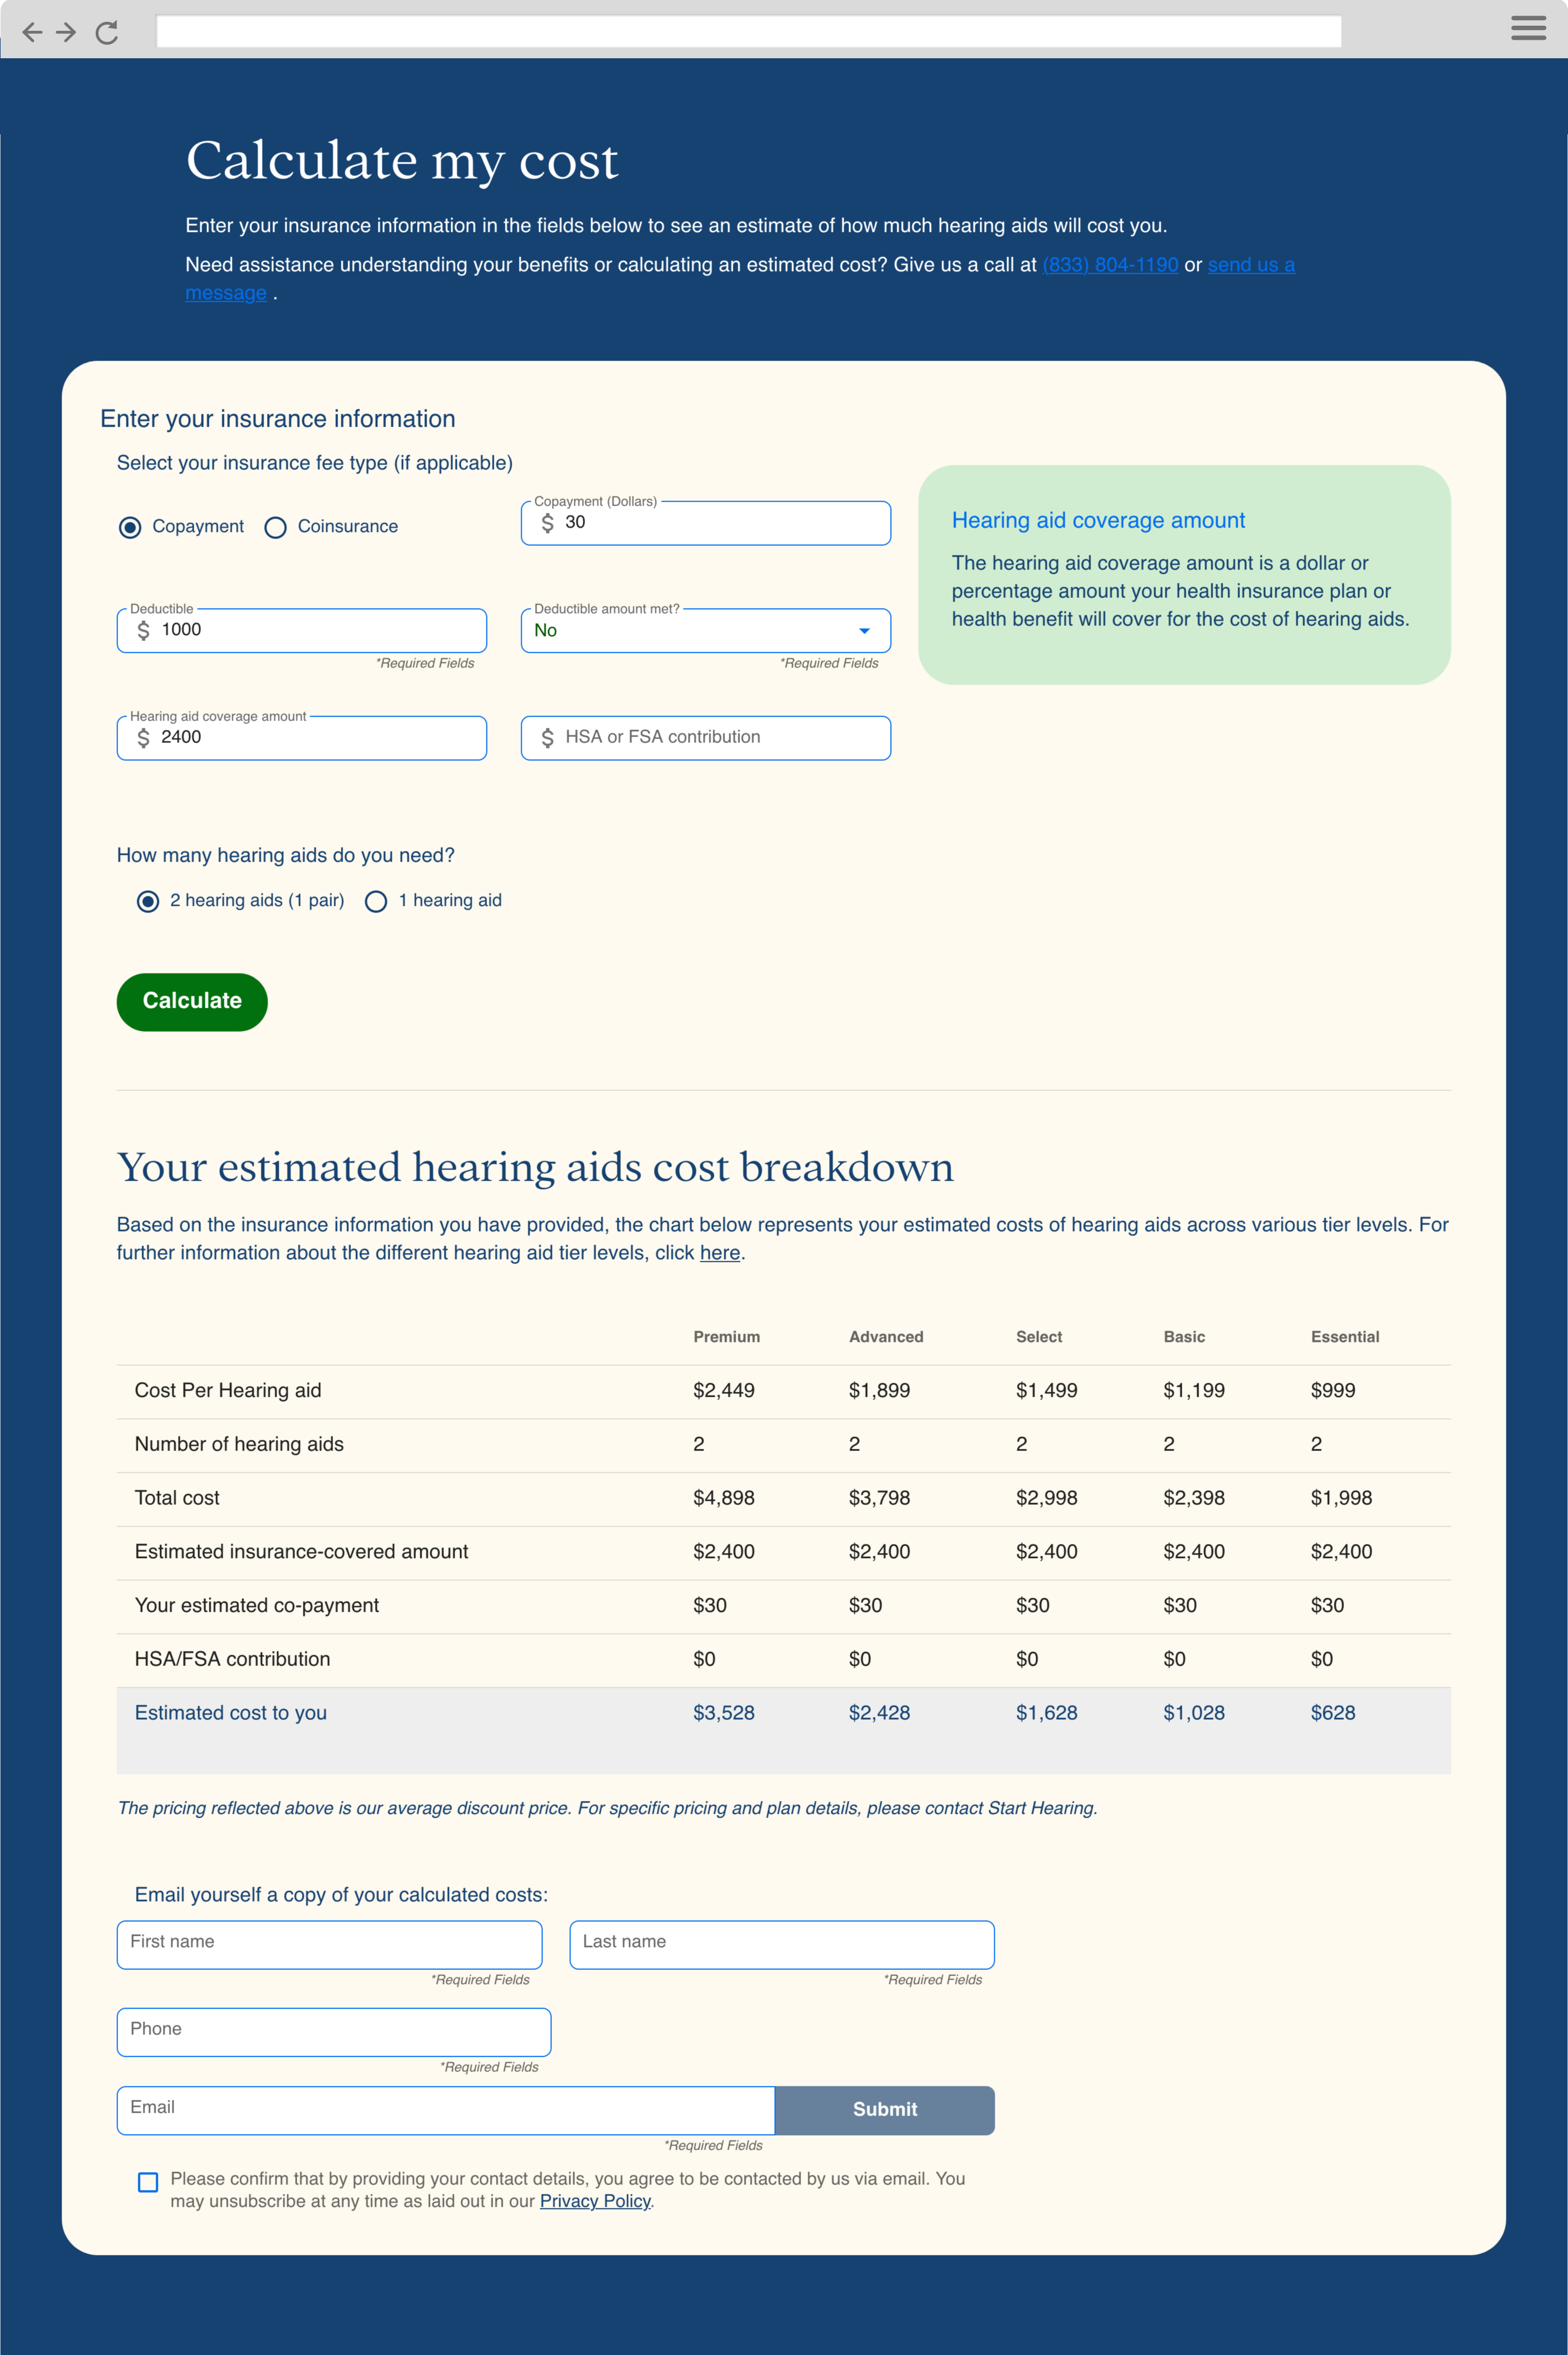 Calculate my cost
Enter your insurance information in the fields below to see an estimate of how much hearing aids will cost you.
Need assistance understanding your benefits or calculating an estimated cost? Give us a call at (833) 804-1190 or send us a
message .
Enter your insurance information
Select your insurance fee type (if applicable)
Copayment Coinsurance
Copayment (Dollars)
$ 30
Deductible
$ 1000
*Required Fields
Deductible amount met?
No
*Required Fields
Hearing aid coverage amount
$ 2400
$ HSA or FSA contribution
Hearing aid coverage amount
The hearing aid coverage amount is a dollar or
percentage amount your health insurance plan or
health benefit will cover for the cost of hearing aids.
How many hearing aids do you need?
2 hearing aids (1 pair) 1 hearing aid
Calculate
Your estimated hearing aids cost breakdown
Based on the insurance information you have provided, the chart below represents your estimated costs of hearing aids across various tier levels. For
further information about the different hearing aid tier levels, click here.
Premium Advanced Select Basic Essential
Cost Per Hearing aid $2,449 $1,899 $1,499 $1,199 $999
Number of hearing aids 2 2 2 2 2
Total cost $4,898 $3,798 $2,998 $2,398 $1,998
Estimated insurance-covered amount $2,400 $2,400 $2,400 $2,400 $2,400
Your estimated co-payment $30 $30 $30 $30 $30
HSA/FSA contribution $0 $0 $0 $0 $0
Estimated cost to you $3,528 $2,428 $1,628 $1,028 $628
The pricing reflected above is our average discount price. For specific pricing and plan details, please contact Start Hearing.
Email yourself a copy of your calculated costs:
First name
*Required Fields
Last name
*Required Fields
Phone
*Required Fields
Email
Submit
*Required Fields
Please confirm that by providing your contact details, you agree to be contacted by us via email. You
may unsubscribe at any time as laid out in our Privacy Policy.